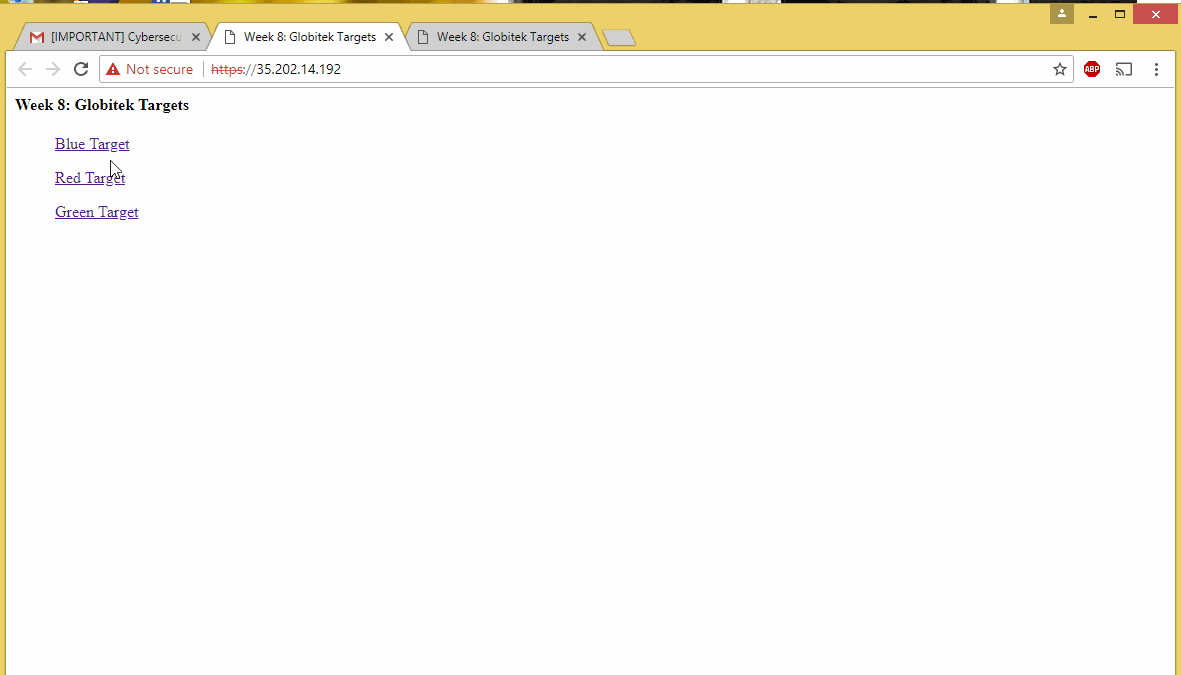 [IMPORTANT] Cybersecu
Week 8: Globitek Targets
Week 8: Globitek Targets
Not secure
https://35.202.14.192
ABP
Week 8: Globitek Targets
Blue Target
Red Target
Green Target